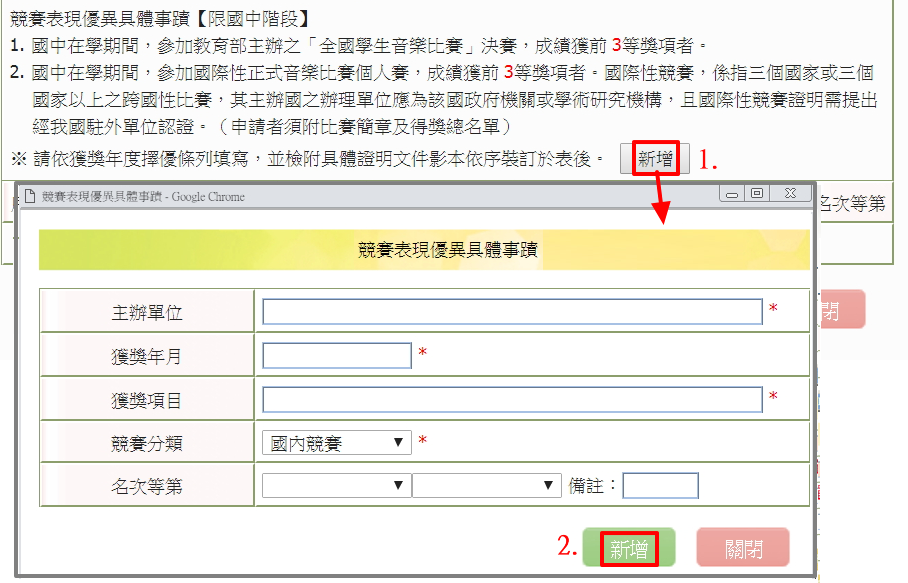 競賽表現優異具體事蹟【限國中階段】
1. 國中在學期間，參加教育部主辦之「全國學生音樂比賽」決賽，成績獲前 3等獎項者。
2. 國中在學期間，參加國際性正式音樂比賽個人賽，成績獲前 3等獎項者。國際性競賽，係指三個國家或三個
國家以上之跨國性比賽，其主辦國之辦理單位應為該國政府機關或學術研究機構，且國際性競賽證明需提出
經我國駐外單位認證。（申請者須附比賽簡章及得獎總名單）
※ 請依獲獎年度擇優條列填寫，並檢附具體證明文件影本依序裝訂於表後。 新增 1.
競賽表現優異具體事蹟 - Google Chrome
名次等第
競賽表現優異具體事蹟
主辦單位 *
閉
獲獎年月 *
獲獎項目 *
競賽分類 國內競賽 ▼ *
名次等第 ▼ ▼ 備註：
2. 新增 關閉